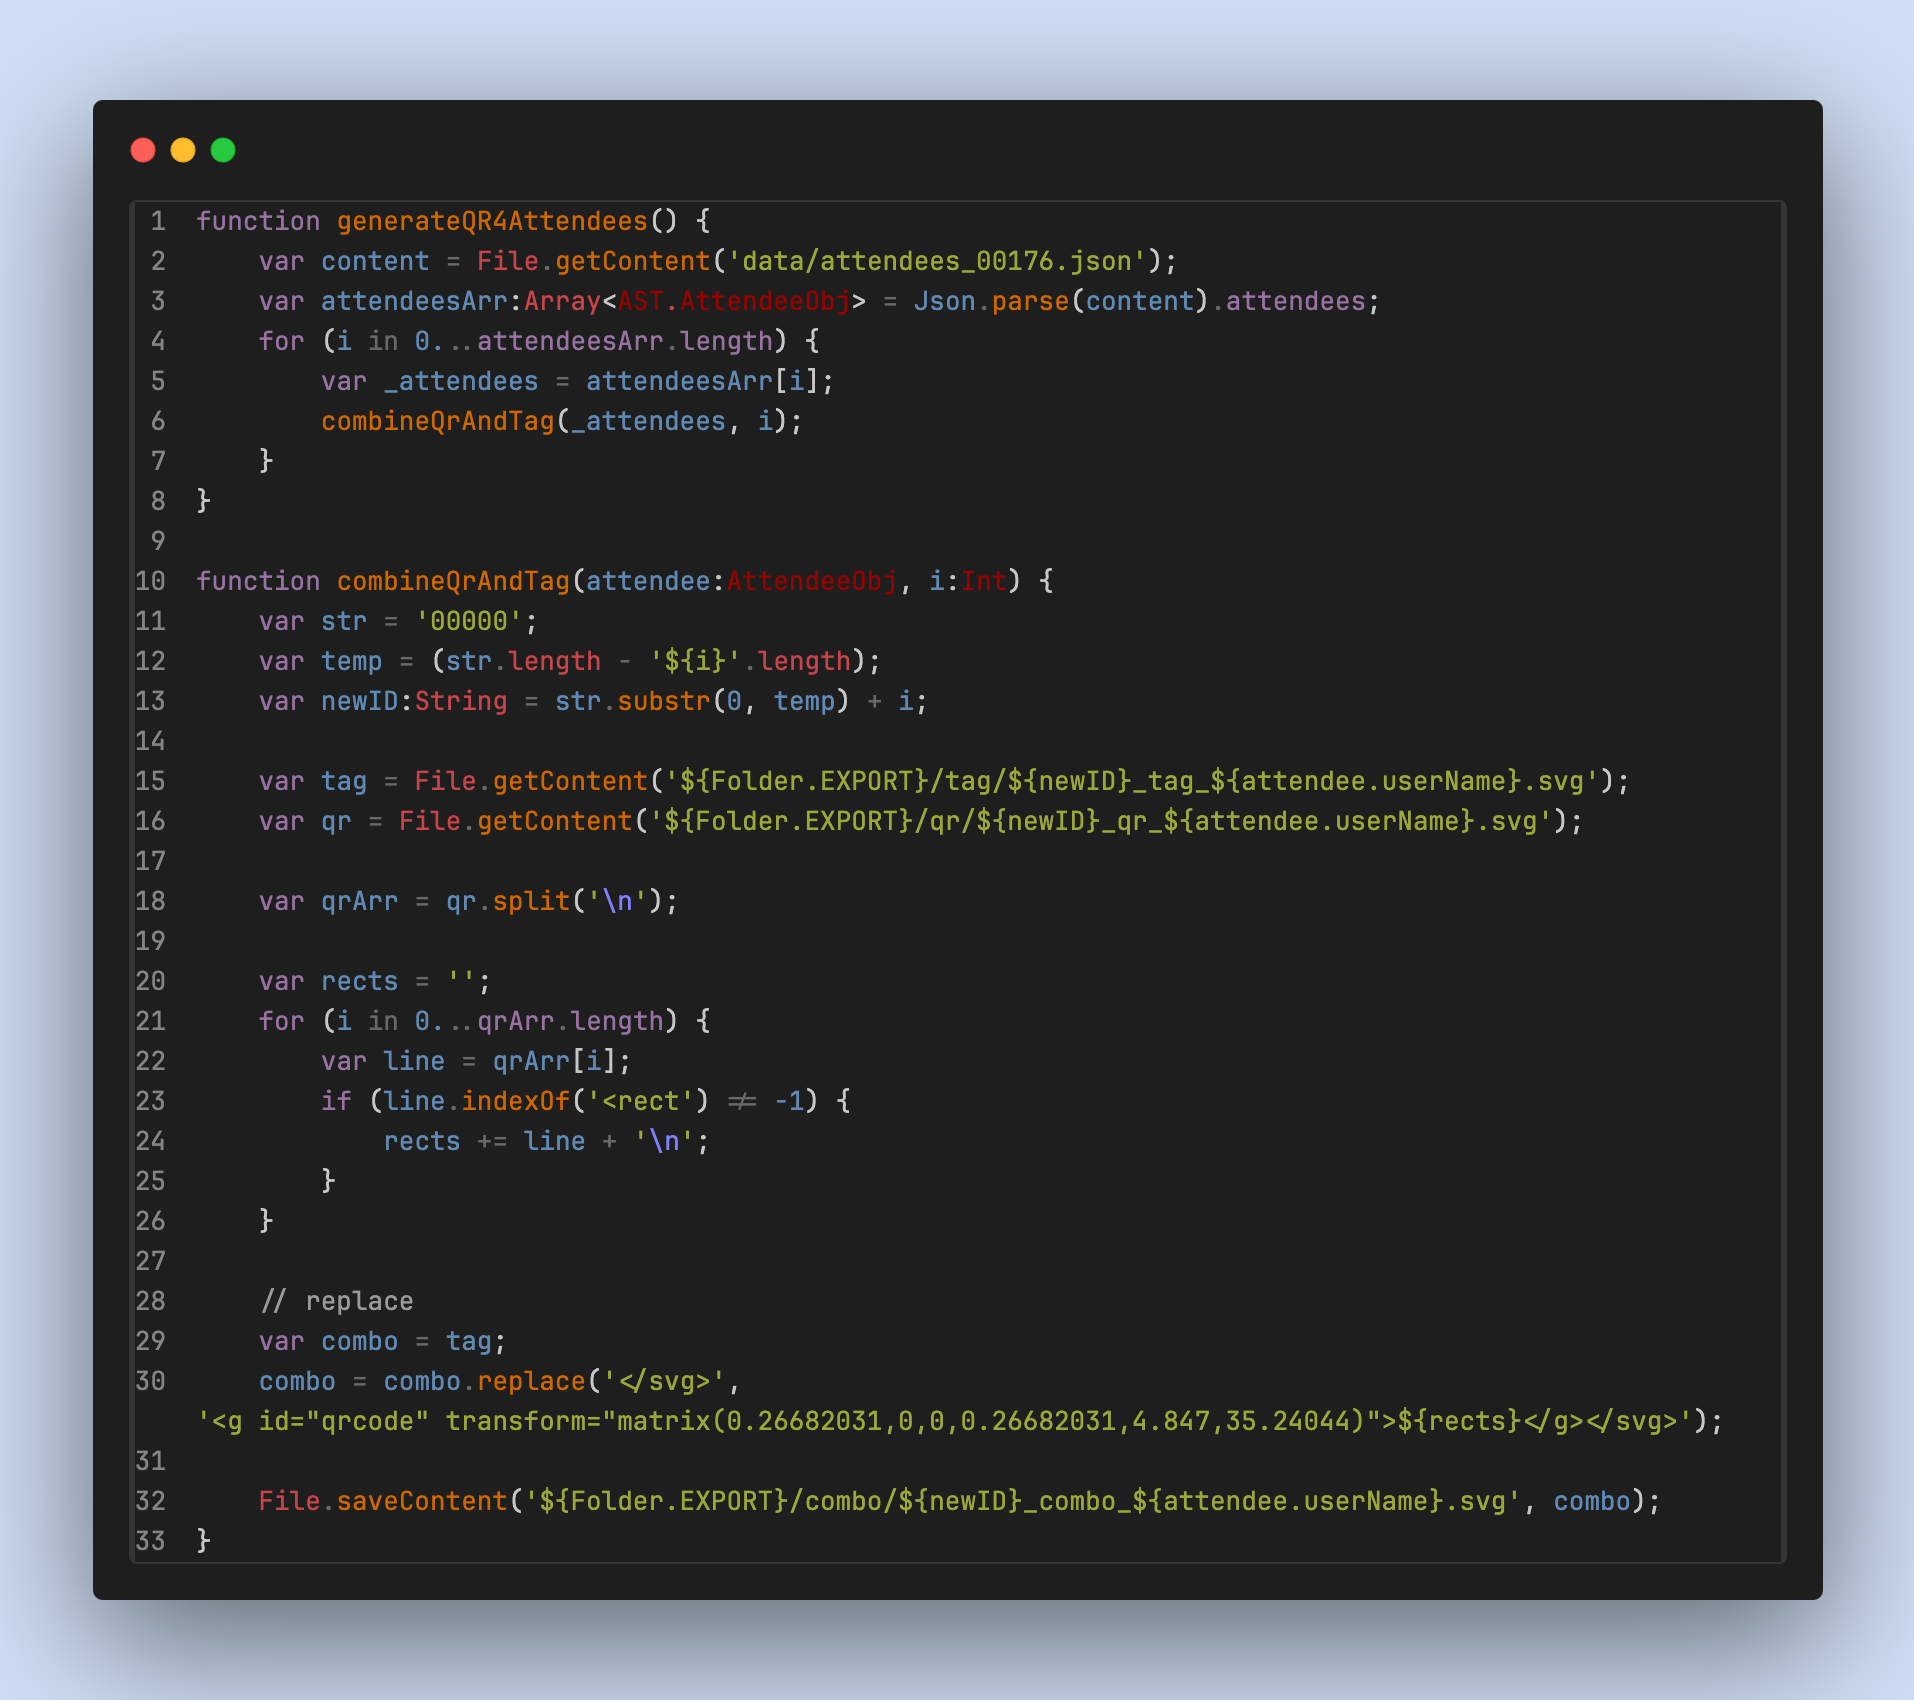 1 function generateQR4Attendees() {
2     var content = File.getContent('data/attendees_00176.json');
3     var attendeesArr:Array<AST.AttendeeObj> = Json.parse(content).attendees;
4     for (i in 0...attendeesArr.length) {
5         var _attendees = attendeesArr[i];
6         combineQrAndTag(_attendees, i);
7     }
8 }
9
10 function combineQrAndTag(attendee:AttendeeObj, i:Int) {
11     var str = '00000';
12     var temp = (str.length - '${i}'.length);
13     var newID:String = str.substr(0, temp) + i;
14
15     var tag = File.getContent('${Folder.EXPORT}/tag/${newID}_tag_${attendee.userName}.svg');
16     var qr = File.getContent('${Folder.EXPORT}/qr/${newID}_qr_${attendee.userName}.svg');
17
18     var qrArr = qr.split('\n');
19
20     var rects = '';
21     for (i in 0...qrArr.length) {
22         var line = qrArr[i];
23         if (line.indexOf('<rect') != -1) {
24             rects += line + '\n';
25         }
26     }
27
28     // replace
29     var combo = tag;
30     combo = combo.replace('</svg>',
'<g id="qrcode" transform="matrix(0.26682031,0,0,0.26682031,4.847,35.24044)">${rects}</g></svg>');
31
32     File.saveContent('${Folder.EXPORT}/combo/${newID}_combo_${attendee.userName}.svg', combo);
33 }